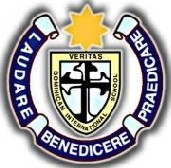 LAUDARE
BENEDICERE
PRAEDICARE
VERITAS
DOMINICAN INTERNATIONAL SCHOOL